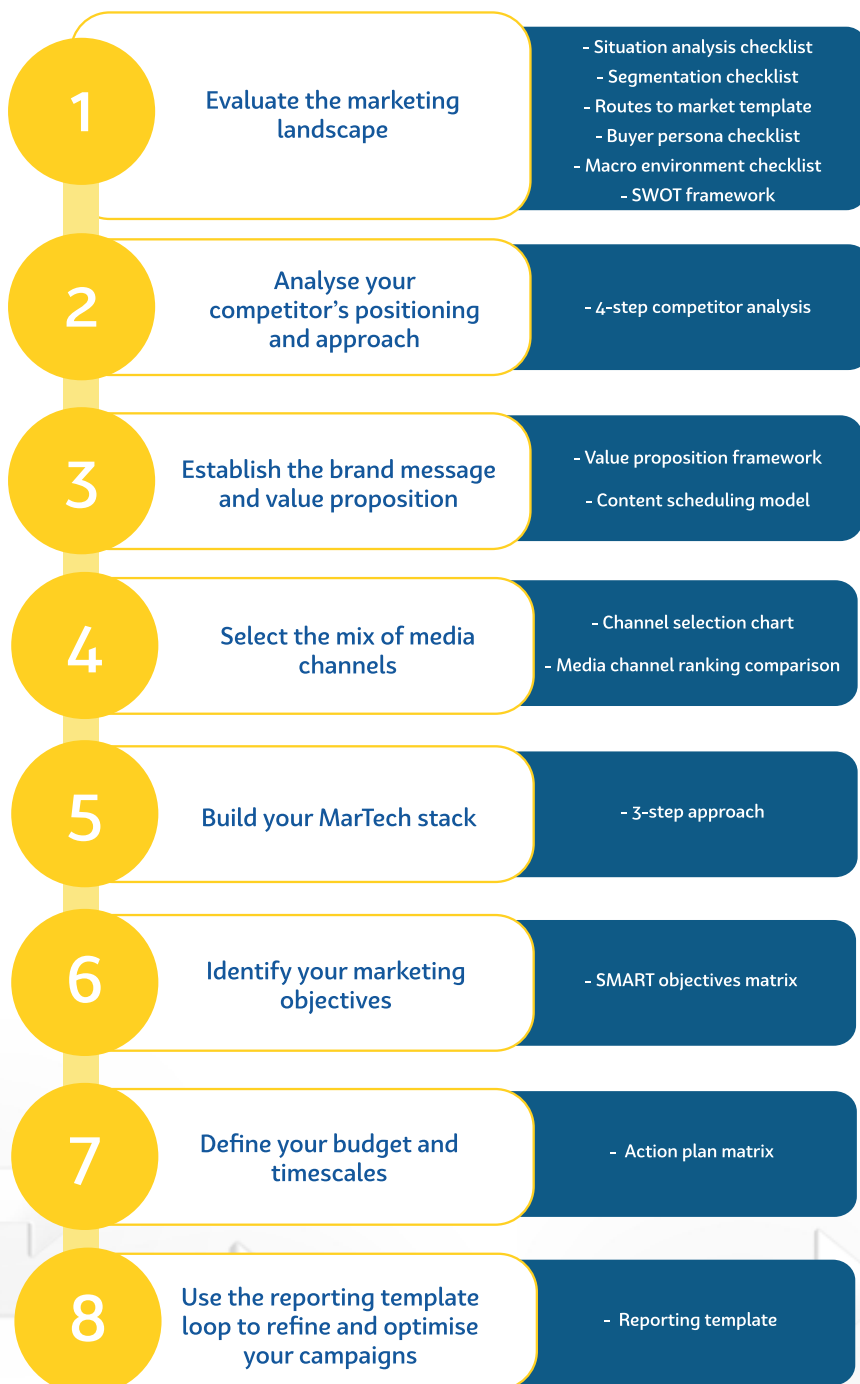 1
Evaluate the marketing
landscape
- Situation analysis checklist
- Segmentation checklist
- Routes to market template
- Buyer persona checklist
- Macro environment checklist
- SWOT framework
2
Analyse your
competitor’s positioning
and approach
- 4-step competitor analysis
3
Establish the brand message
and value proposition
- Value proposition framework
- Content scheduling model
4
Select the mix of media
channels
- Channel selection chart
- Media channel ranking comparison
5
Build your MarTech stack
- 3-step approach
6
Identify your marketing
objectives
- SMART objectives matrix
7
Define your budget and
timescales
- Action plan matrix
8
Use the reporting template
loop to refine and optimise
your campaigns
- Reporting template